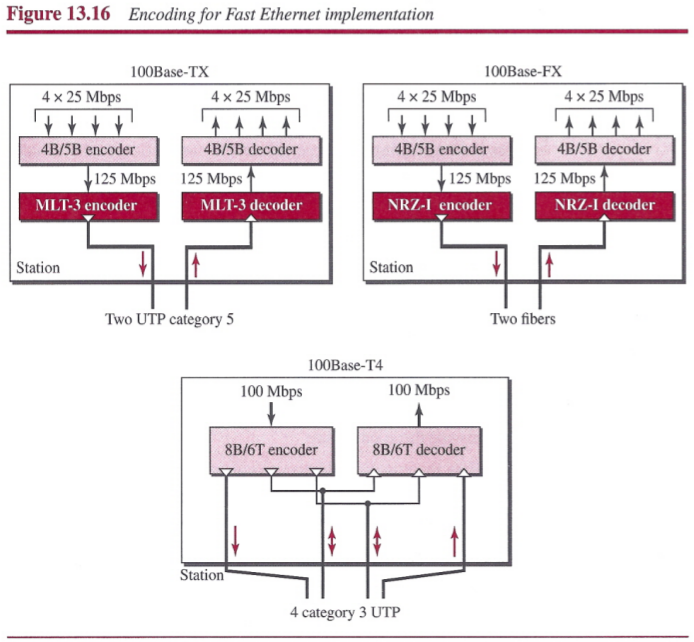 Figure 13.16 Encoding for Fast Ethernet implementation
100Base-TX
4 × 25 Mbps
4 × 25 Mbps
4B/5B encoder
4B/5B decoder
125 Mbps
125 Mbps
MLT-3 encoder
MLT-3 decoder
Station
Two UTP category 5
100Base-FX
4 × 25 Mbps
4 × 25 Mbps
4B/5B encoder
4B/5B decoder
125 Mbps
125 Mbps
NRZ-I encoder
NRZ-I decoder
Station
Two fibers
100Base-T4
100 Mbps
100 Mbps
8B/6T encoder
8B/6T decoder
Station
4 category 3 UTP